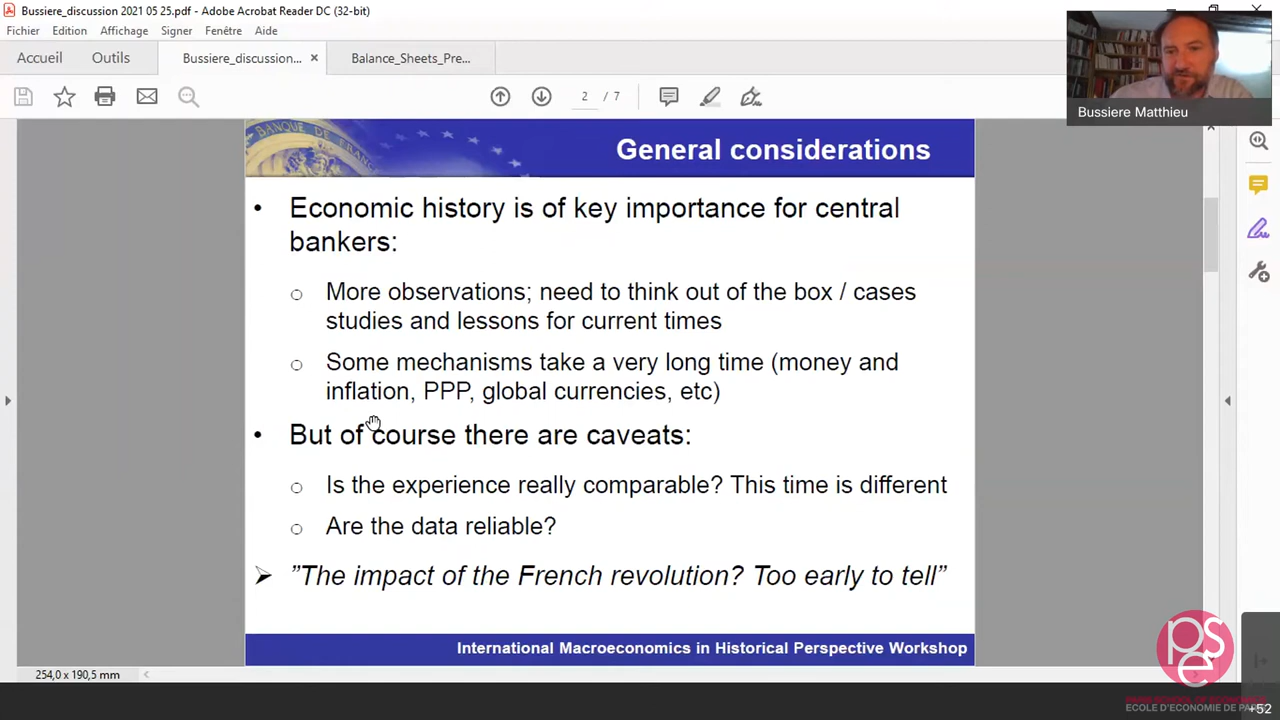 Bussiere_discussion 2021 05 25.pdf - Adobe Acrobat Reader DC (32-bit)
Fichier Edition Affichage Signer Fenêtre Aide
Accueil Outils Bussiere_discussion... × Balance_Sheets_Pre...
2 / 7
Bussiere Matthieu
BANQUE DE FRANC
General considerations
• Economic history is of key importance for central
bankers:
○ More observations; need to think out of the box / cases
studies and lessons for current times
○ Some mechanisms take a very long time (money and
inflation, PPP, global currencies, etc)
• But of course there are caveats:
○ Is the experience really comparable? This time is different
○ Are the data reliable?
➢ ”The impact of the French revolution? Too early to tell”
International Macroeconomics in Historical Perspective Workshop
254,0 x 190,5 mm
pse
PARIS SCHOOL OF ECONOMICS
ECOLE D'ECONOMIE DE PA
+52